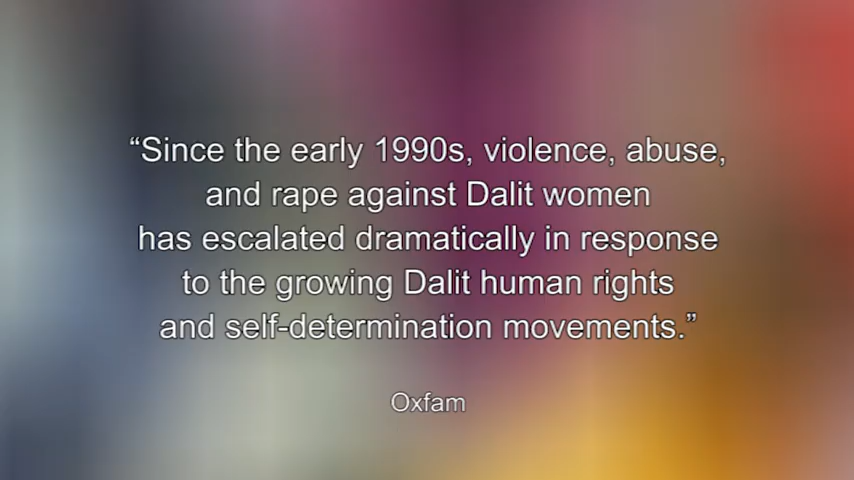 “Since the early 1990s, violence, abuse,
and rape against Dalit women
has escalated dramatically in response
to the growing Dalit human rights
and self-determination movements.”
Oxfam